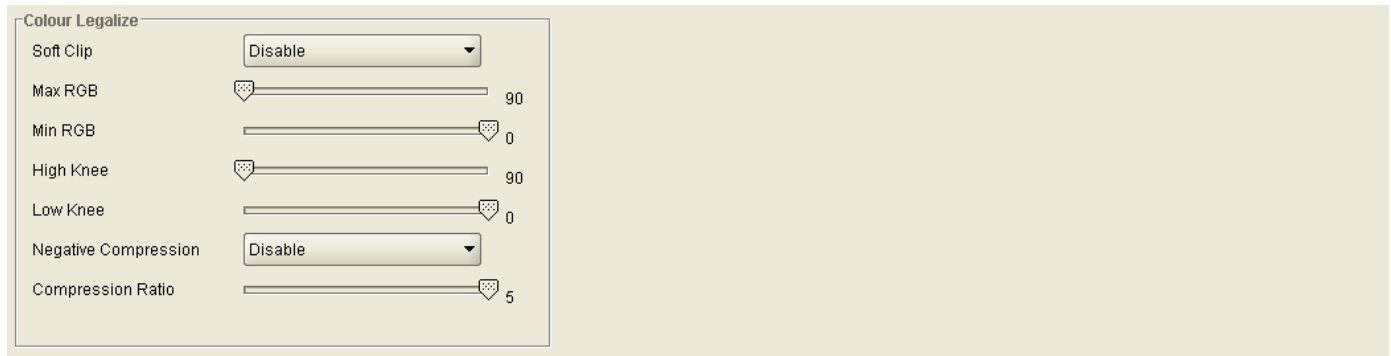 Colour Legalize
Soft Clip Disable
Max RGB 90
Min RGB 0
High Knee 90
Low Knee 0
Negative Compression Disable
Compression Ratio 5